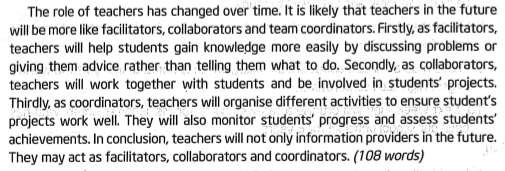 The role of teachers has changed over time. It is likely that teachers in the future
will be more like facilitators, collaborators and team coordinators. Firstly, as facilitators,
teachers will help students gain knowledge more easily by discussing problems or
giving them advice rather than telling them what to do. Secondly, as collaborators,
teachers will work together with students and be involved in students' projects.
Thirdly, as coordinators, teachers will organise different activities to ensure student's
projects work well. They will also monitor students' progress and assess students'
achievements. In conclusion, teachers will not only information providers in the future.
They may act as facilitators, collaborators and coordinators. (108 words)